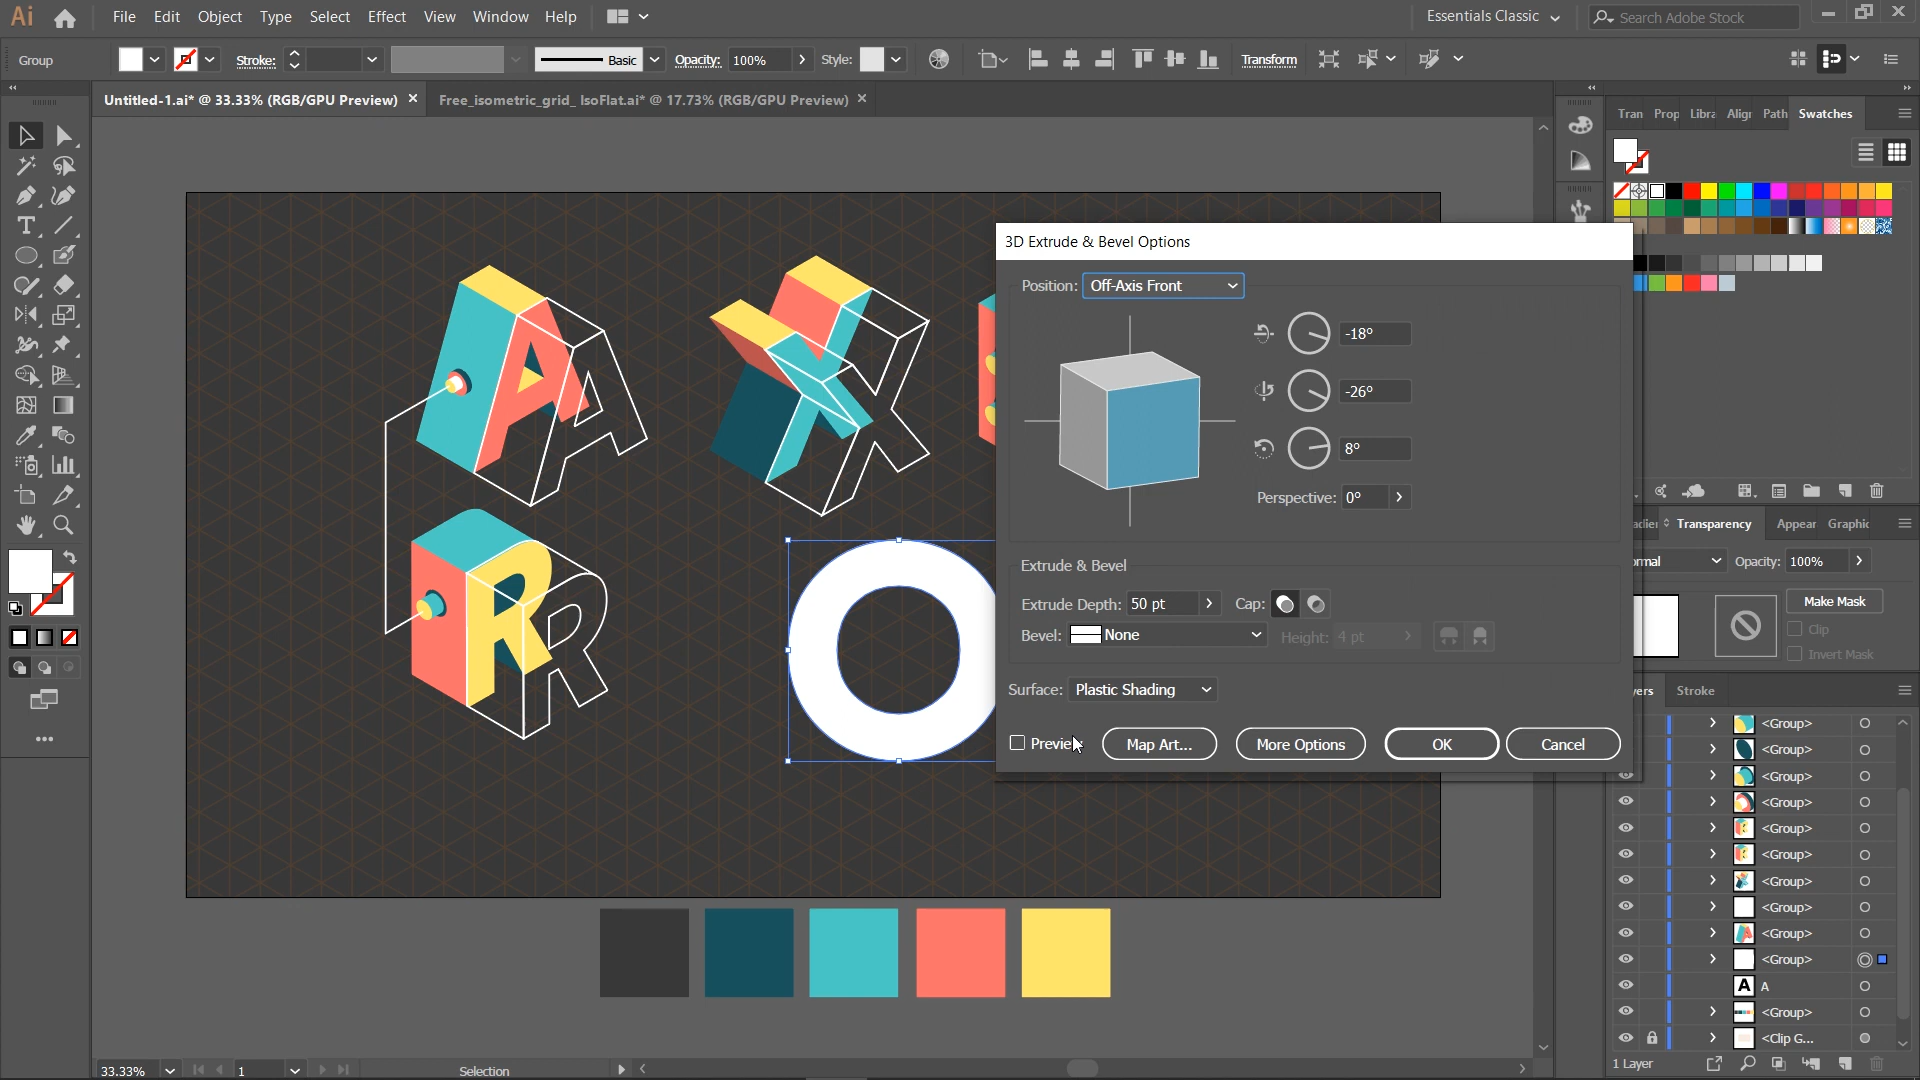 Ai File Edit Object Type Select Effect View Window Help Essentials Classic Search Adobe Stock
Group Stroke: Basic Opacity: 100% Style: Transform
Untitled-1.ai* @ 33.33% (RGB/GPU Preview) × Free_isometric_grid_ IsoFlat.ai* @ 17.73% (RGB/GPU Preview) ×
Tran Prop Libra Align Path Swatches
3D Extrude & Bevel Options
Position: Off-Axis Front
-18°
-26°
8°
Perspective: 0°
Extrude & Bevel
Extrude Depth: 50 pt Cap:
Bevel: None Height: 4 pt
Surface: Plastic Shading
Preview Map Art... More Options OK Cancel
A
X
R
O
dien Transparency Appear Graphic
rmal Opacity: 100%
Make Mask
Clip
Invert Mask
yers Stroke
<Group>
<Group>
<Group>
<Group>
<Group>
<Group>
<Group>
<Group>
<Group>
<Group>
A A
<Group>
<Clip G...
1 Layer
33.33% 1 Selection